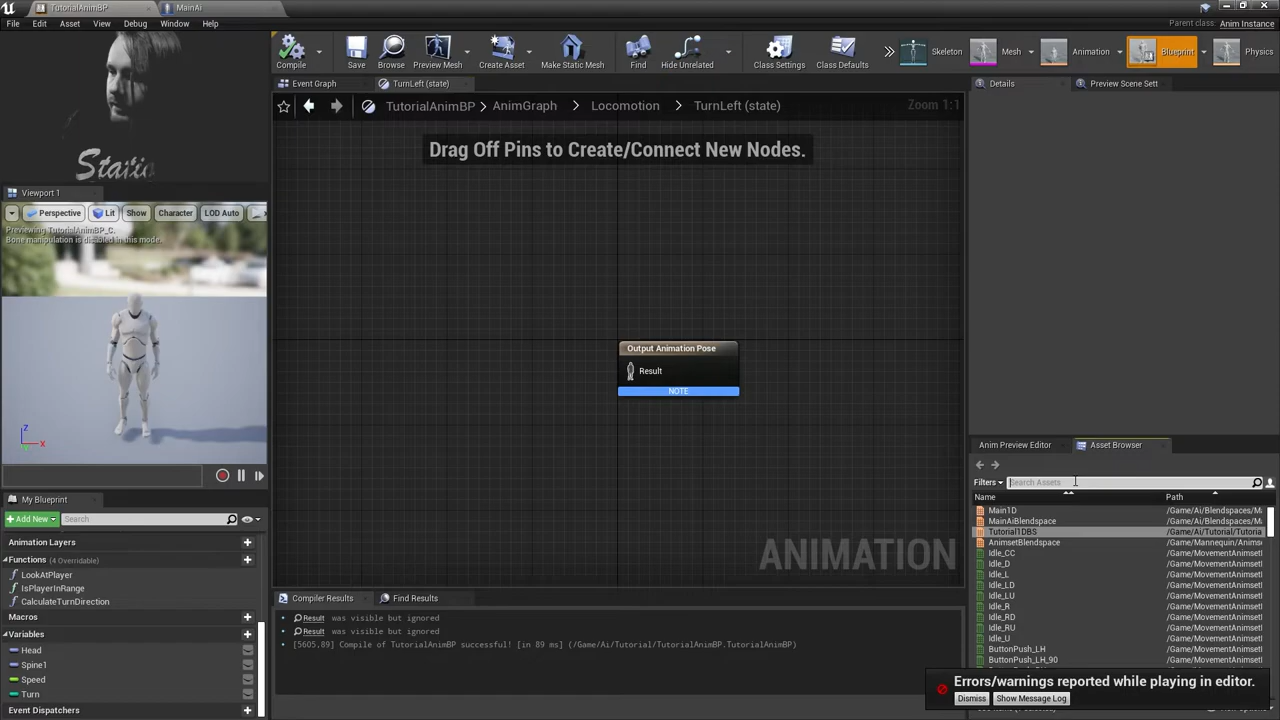 TutorialAnimBP
MainAi
File Edit Asset View Debug Window Help
Parent class: Anim Instance
Compile
Save
Browse
Preview Mesh
Create Asset
Make Static Mesh
Find
Hide Unrelated
Class Settings
Class Defaults
Skeleton
Mesh
Animation
Blueprint
Physics
Event Graph
TurnLeft (state)
Details
Preview Scene Sett
TutorialAnimBP > AnimGraph > Locomotion > TurnLeft (state)
Zoom 1:1
Drag Off Pins to Create/Connect New Nodes.
Static
Viewport 1
Perspective Lit Show Character LOD Auto
Previewing TutorialAnimBP_C.
Bone manipulation is disabled in this mode.
Z
X
Output Animation Pose
Result
NOTE
ANIMATION
My Blueprint
Add New
Search
Animation Layers
Functions (4 Overridable)
LookAtPlayer
IsPlayerInRange
CalculateTurnDirection
Macros
Variables
Head
Spine1
Speed
Turn
Event Dispatchers
Compiler Results
Find Results
Result was visible but ignored
Result was visible but ignored
[5605.89] Compile of TutorialAnimBP successful! [in 89 ms] (/Game/Ai/Tutorial/TutorialAnimBP.TutorialAnimBP)
Anim Preview Editor
Asset Browser
Filters
Search Assets
Name Path
Main1D /Game/Ai/Blendspaces/M
MainAiBlendspace /Game/Ai/Blendspaces/M
Tutorial1DBS /Game/Ai/Tutorial/Tutoria
AnimsetBlendspace /Game/Mannequin/Anims
Idle_CC /Game/MovementAnimset
Idle_D /Game/MovementAnimset
Idle_L /Game/MovementAnimset
Idle_LD /Game/MovementAnimset
Idle_LU /Game/MovementAnimset
Idle_R /Game/MovementAnimset
Idle_RD /Game/MovementAnimset
Idle_RU /Game/MovementAnimset
Idle_U /Game/MovementAnimset
ButtonPush_LH /Game/MovementAnimset
ButtonPush_LH_90 /Game/MovementAnimset
Errors/warnings reported while playing in editor.
Dismiss
Show Message Log